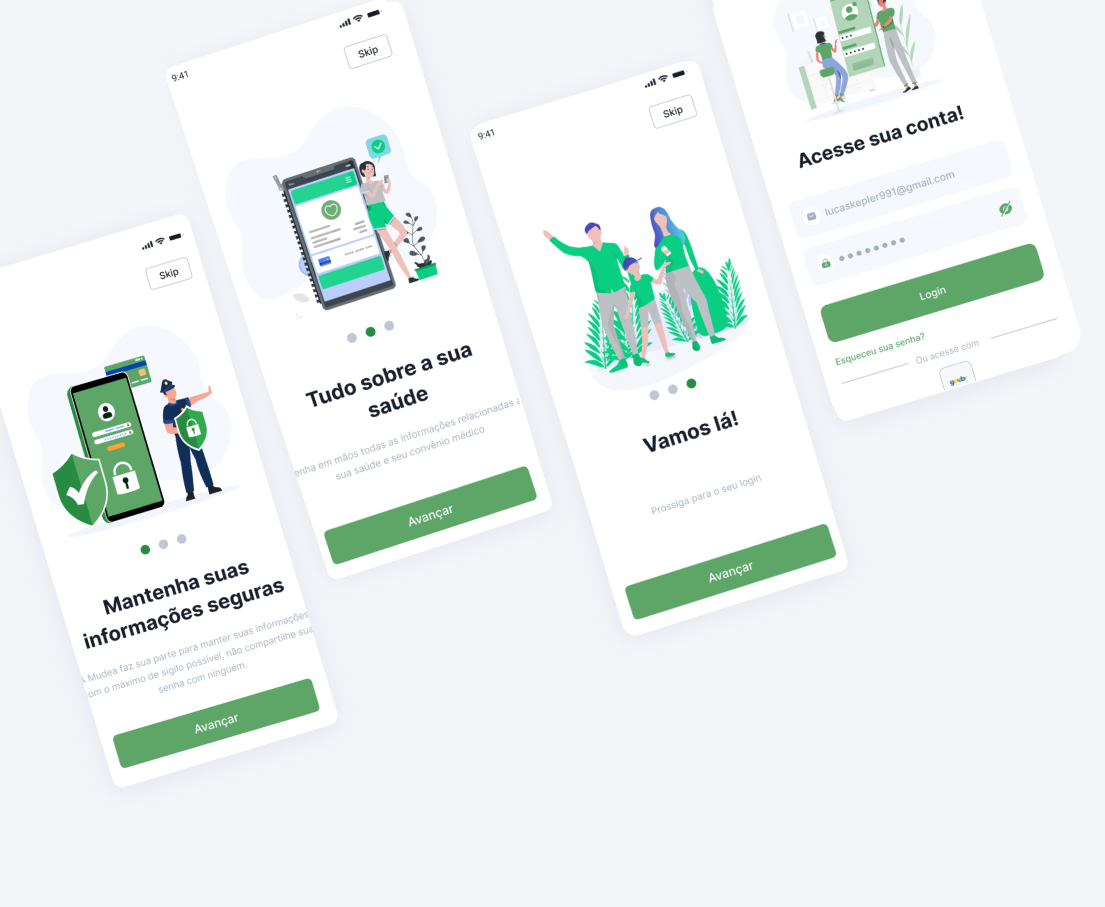 Skip
Mantenha suas
informações seguras
A Mudea faz sua parte para manter suas informações
om o máximo de sigilo possível, não compartilhe sua
senha com ninguém.
Avançar
9:41
Skip
Tudo sobre a sua
saúde
enha em mãos todas as informações relacionadas a
sua saúde e seu convênio médico
Avançar
9:41
Skip
Vamos lá!
Prossiga para o seu login
Avançar
Acesse sua conta!
lucaskepler991@gmail.com
Login
Esqueceu sua senha?
Ou acesse com
govbr